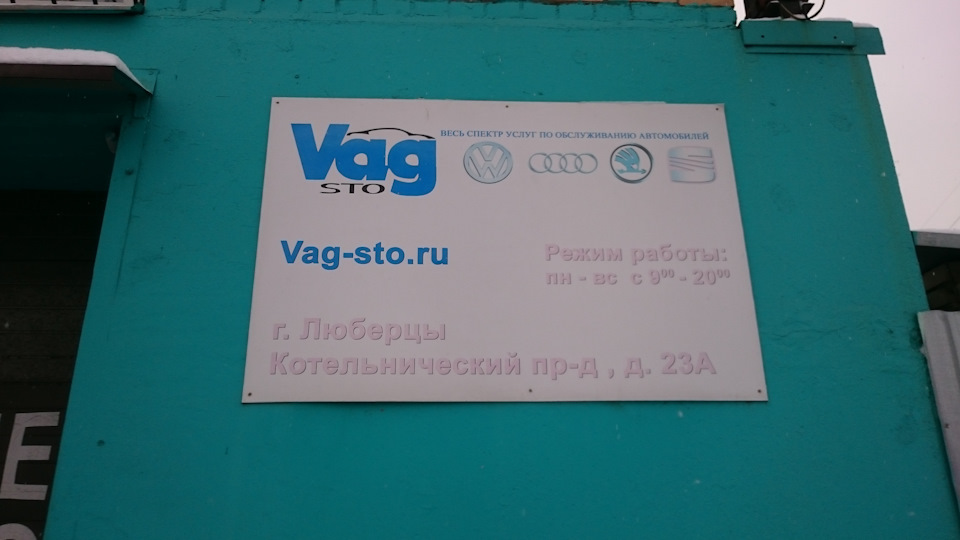 Vag
STO
ВЕСЬ СПЕКТР УСЛУГ ПО ОБСЛУЖИВАНИЮ АВТОМОБИЛЕЙ
Vag-sto.ru
Режим работы:
пн - вс с 9⁰⁰ - 20⁰⁰
г. Люберцы
Котельнический пр-д , д. 23А
Е